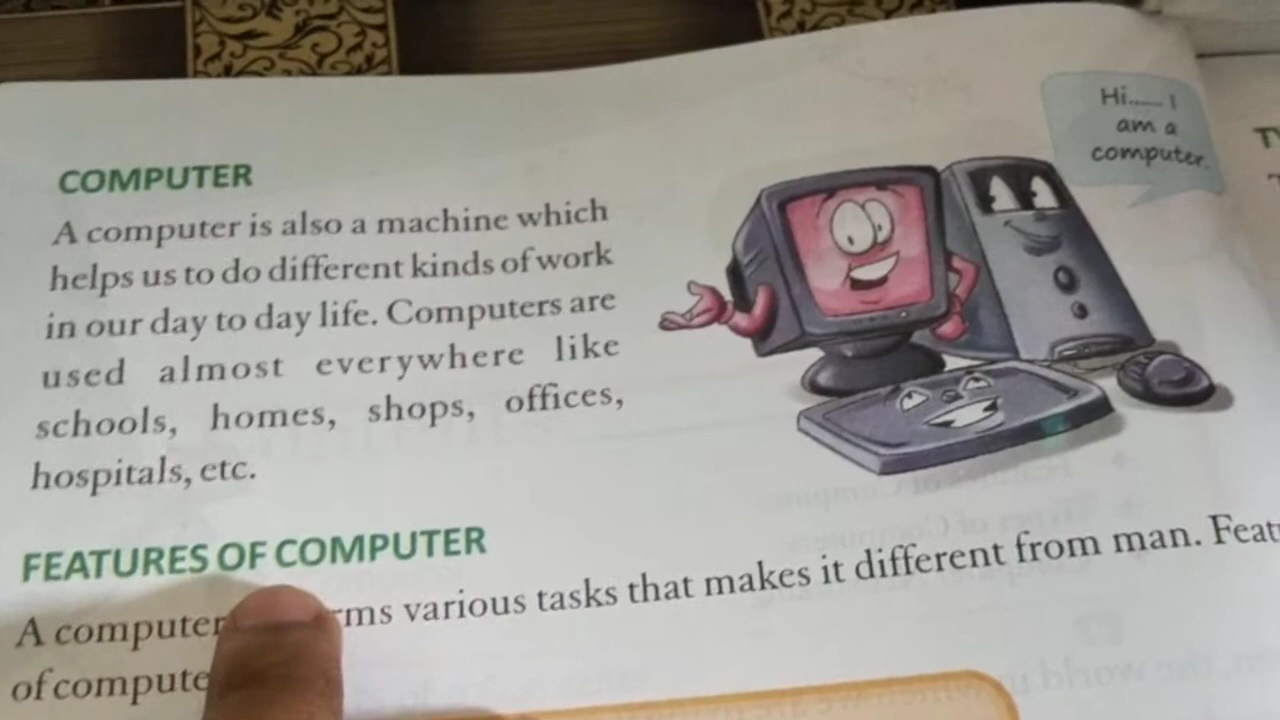 COMPUTER
A computer is also a machine which
helps us to do different kinds of work
in our day to day life. Computers are
used almost everywhere like
schools, homes, shops, offices,
hospitals, etc.
Hi...... I
am a
computer.
FEATURES OF COMPUTER
A computer rms various tasks that makes it different from man. Feat
of compute